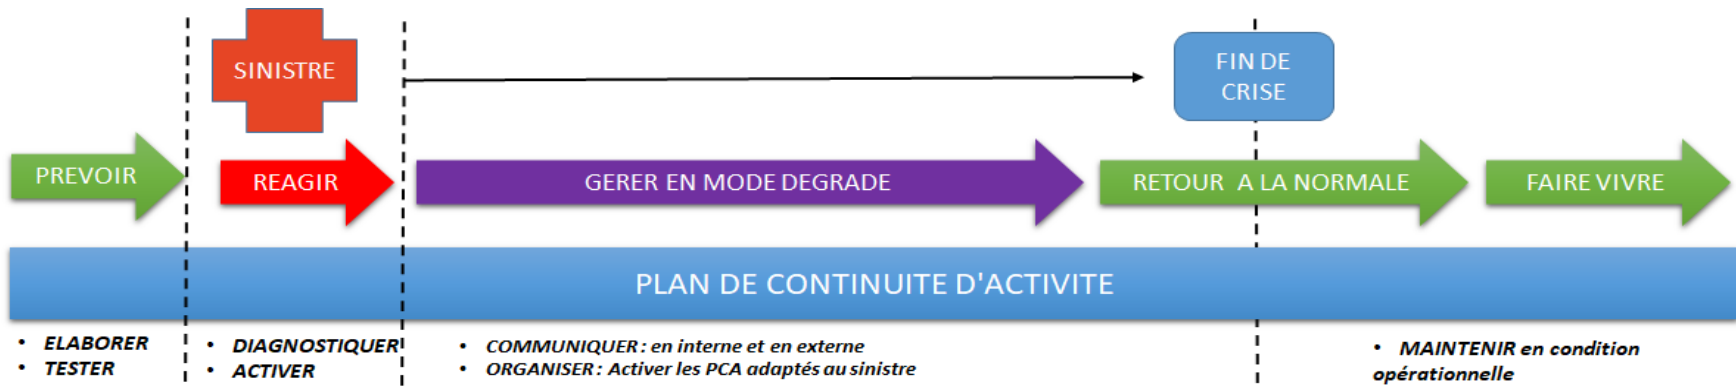 SINISTRE
FIN DE
CRISE
PREVOIR
REAGIR
GERER EN MODE DEGRADE
RETOUR A LA NORMALE
FAIRE VIVRE
PLAN DE CONTINUITE D'ACTIVITE
• ELABORER
• TESTER
• DIAGNOSTIQUER
• ACTIVER
• COMMUNIQUER : en interne et en externe
• ORGANISER : Activer les PCA adaptés au sinistre
• MAINTENIR en condition
opérationnelle